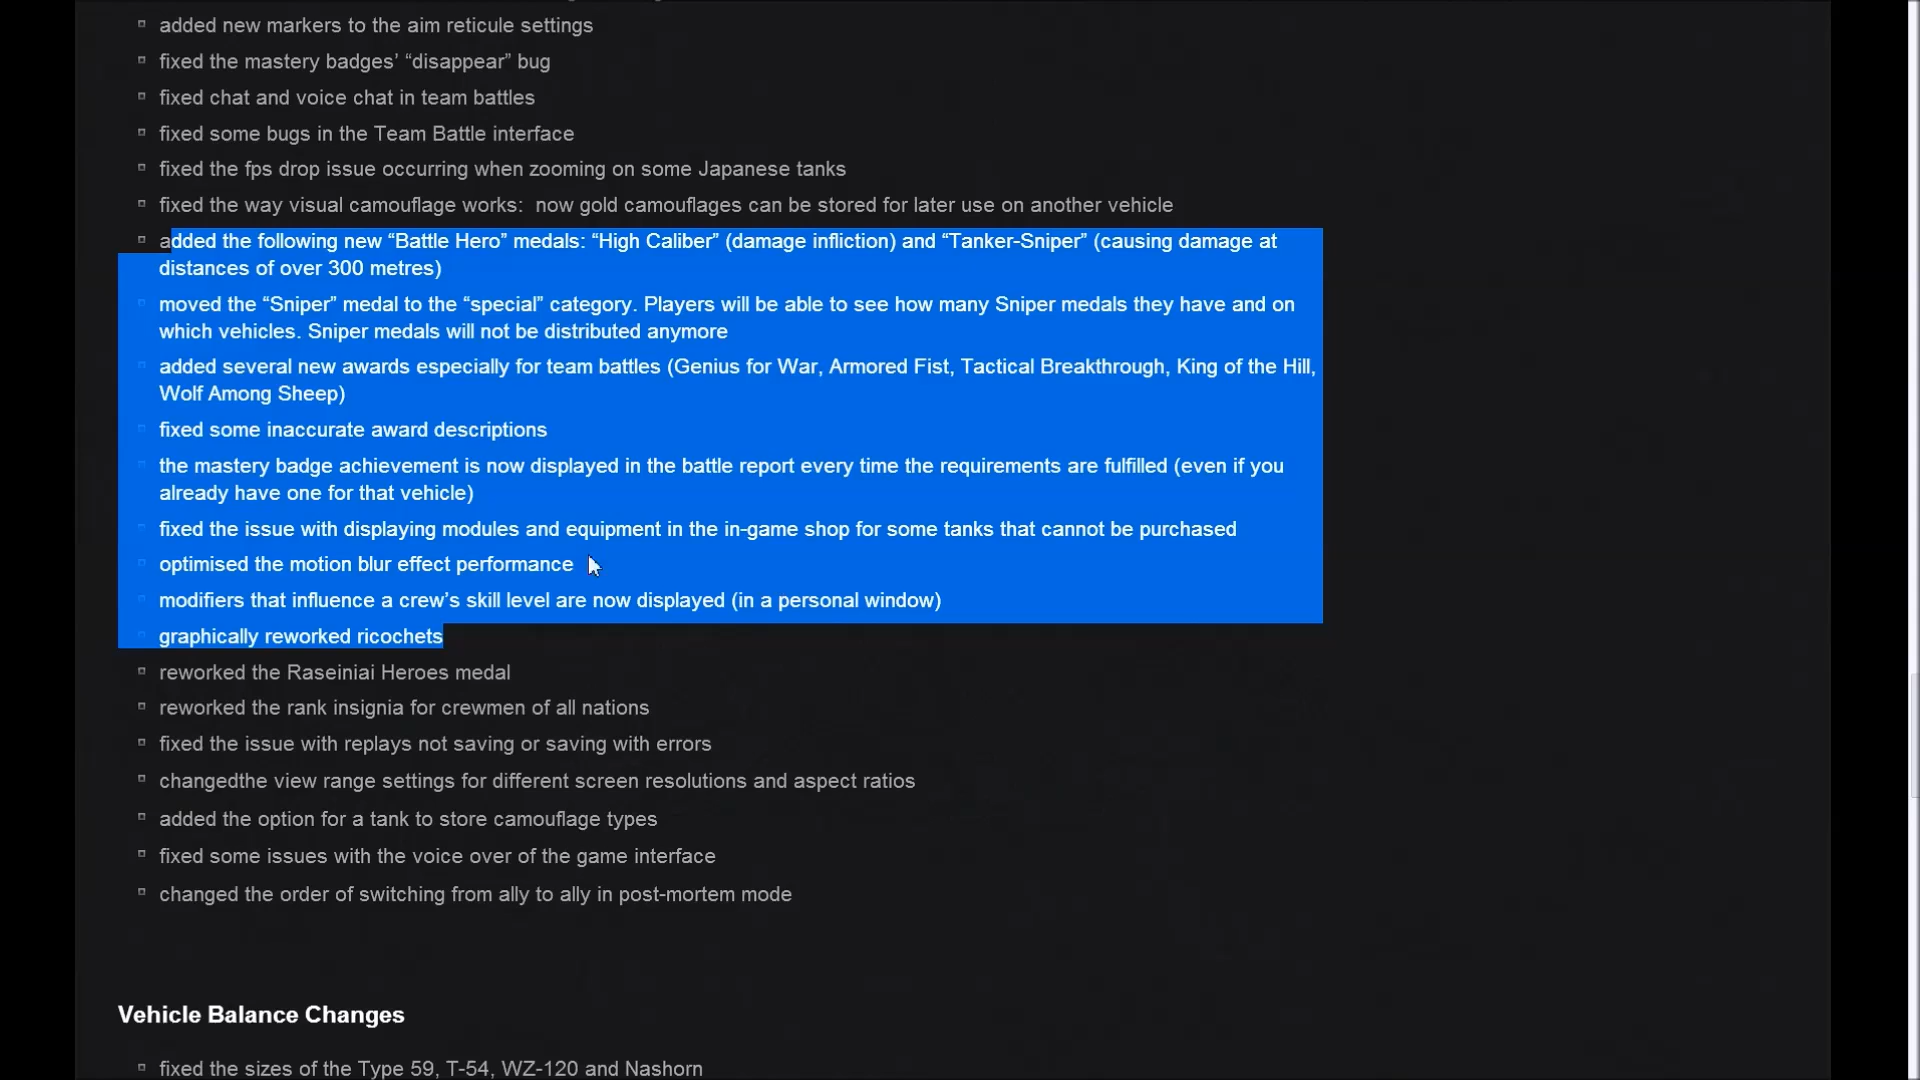 added new markers to the aim reticule settings
fixed the mastery badges’ “disappear” bug
fixed chat and voice chat in team battles
fixed some bugs in the Team Battle interface
fixed the fps drop issue occurring when zooming on some Japanese tanks
fixed the way visual camouflage works:  now gold camouflages can be stored for later use on another vehicle
added the following new “Battle Hero” medals: “High Caliber” (damage infliction) and “Tanker-Sniper” (causing damage at
distances of over 300 metres)
moved the “Sniper” medal to the “special” category. Players will be able to see how many Sniper medals they have and on
which vehicles. Sniper medals will not be distributed anymore
added several new awards especially for team battles (Genius for War, Armored Fist, Tactical Breakthrough, King of the Hill,
Wolf Among Sheep)
fixed some inaccurate award descriptions
the mastery badge achievement is now displayed in the battle report every time the requirements are fulfilled (even if you
already have one for that vehicle)
fixed the issue with displaying modules and equipment in the in-game shop for some tanks that cannot be purchased
optimised the motion blur effect performance
modifiers that influence a crew’s skill level are now displayed (in a personal window)
graphically reworked ricochets
reworked the Raseiniai Heroes medal
reworked the rank insignia for crewmen of all nations
fixed the issue with replays not saving or saving with errors
changedthe view range settings for different screen resolutions and aspect ratios
added the option for a tank to store camouflage types
fixed some issues with the voice over of the game interface
changed the order of switching from ally to ally in post-mortem mode
Vehicle Balance Changes
fixed the sizes of the Type 59, T-54, WZ-120 and Nashorn